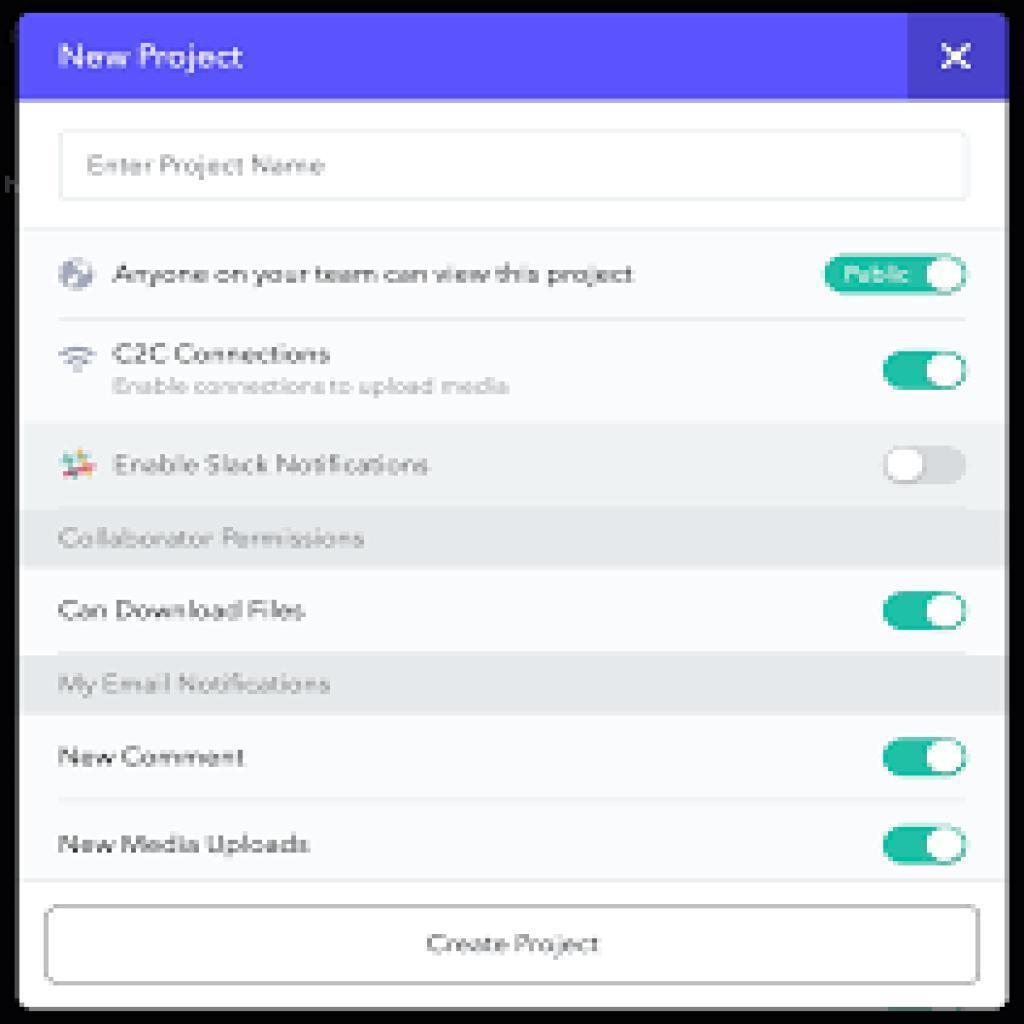 New Project
Enter Project Name
Anyone on your team can view this project
Public
C2C Connections
Enable connections to upload media
Enable Slack Notifications
Collaborator Permissions
Can Download Files
My Email Notifications
New Comment
New Media Uploads
Create Project